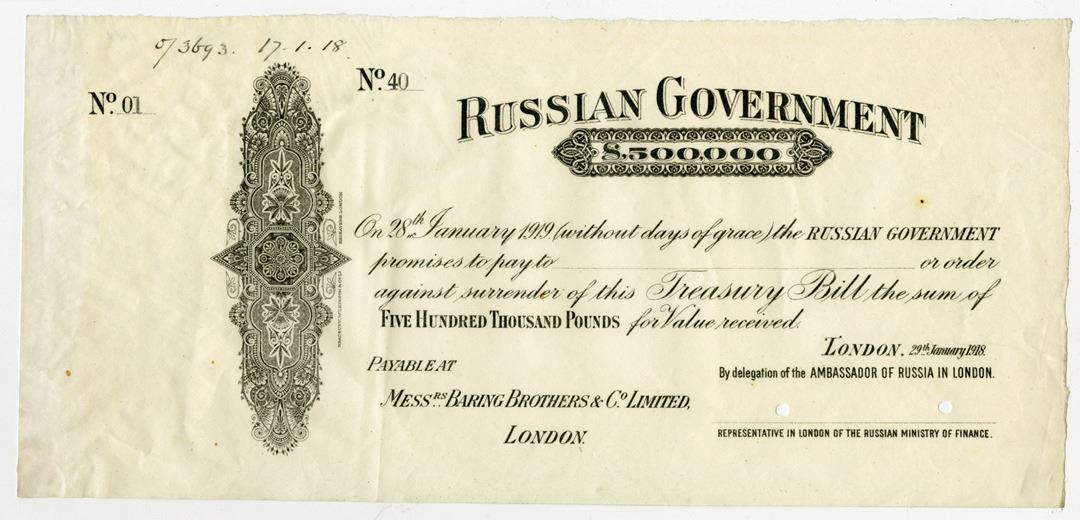 0/3693. 17-1-18
No. 01
No. 40
RUSSIAN GOVERNMENT
£500,000
On 28th January 1919 (without days of grace) the RUSSIAN GOVERNMENT
promises to pay to or order
against surrender of this Treasury Bill, the sum of
FIVE HUNDRED THOUSAND POUNDS for Value received.
LONDON, 29th January 1918.
By delegation of the AMBASSADOR OF RUSSIA IN LONDON.
PAYABLE AT
MESSRS BARING BROTHERS & Co LIMITED,
LONDON.
REPRESENTATIVE IN LONDON OF THE RUSSIAN MINISTRY OF FINANCE.